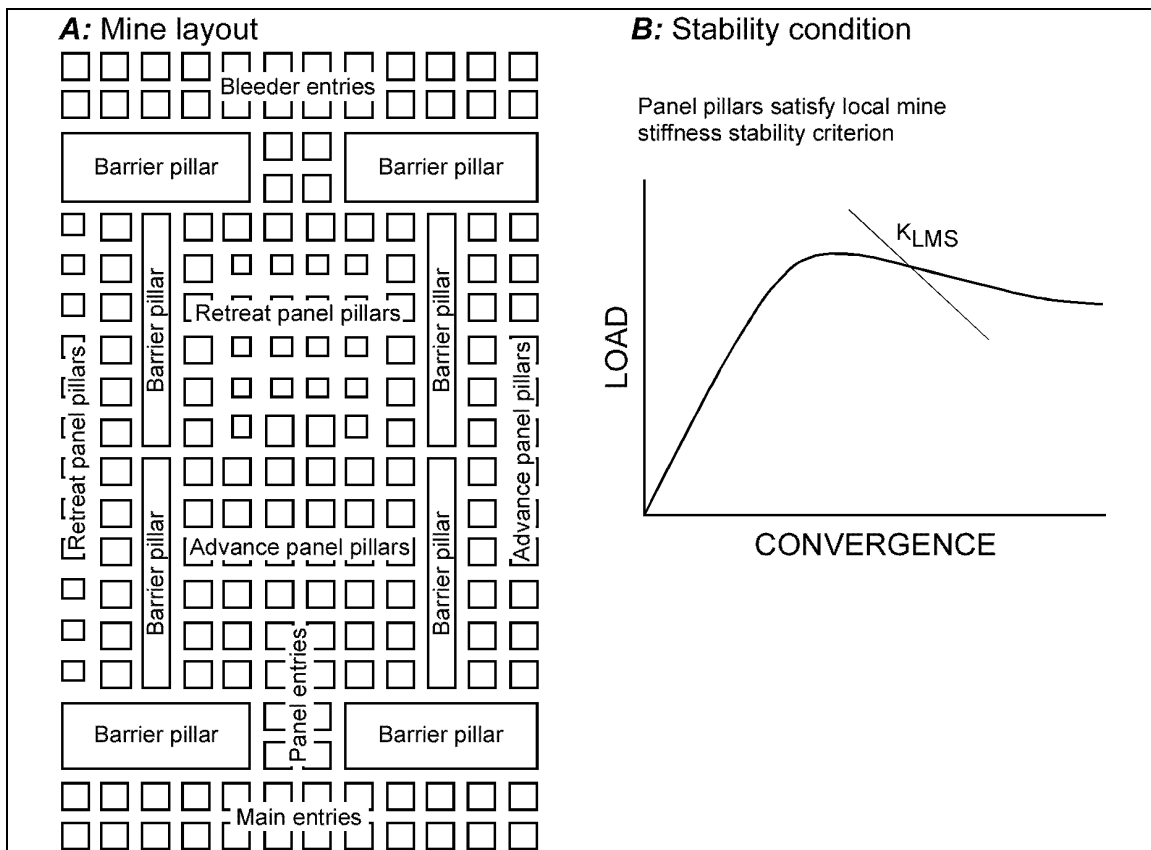 A: Mine layout
Bleeder entries
Barrier pillar
Barrier pillar
Barrier pillar
Barrier pillar
Retreat panel pillars
Retreat panel pillars
Advance panel pillars
Advance panel pillars
Barrier pillar
Barrier pillar
Panel entries
Barrier pillar
Barrier pillar
Main entries
B: Stability condition
Panel pillars satisfy local mine
stiffness stability criterion
KLMS
LOAD
CONVERGENCE